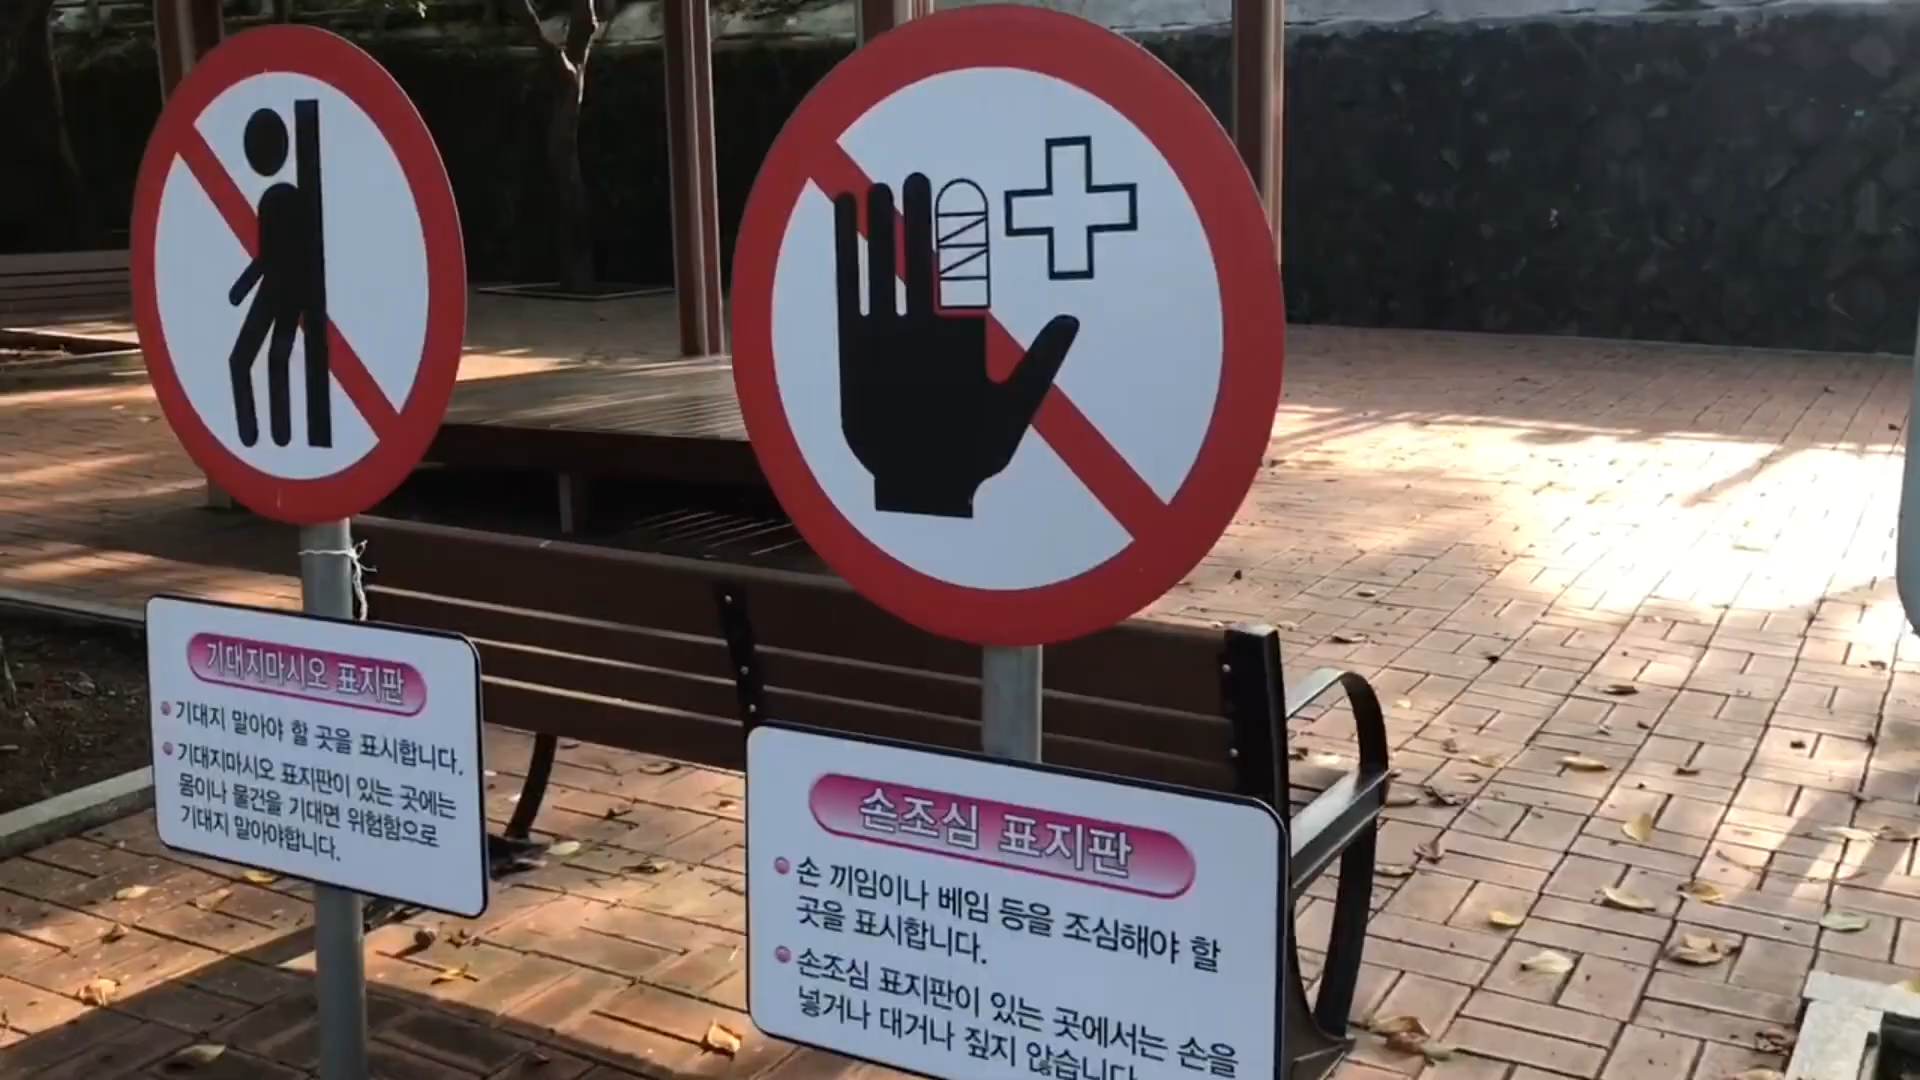 기대지마시오 표지판
기대지 말아야 할 곳을 표시합니다.
기대지마시오 표지판이 있는 곳에는
몸이나 물건을 기대면 위험함으로
기대지 말아야합니다.
손조심 표지판
손 끼임이나 베임 등을 조심해야 할
곳을 표시합니다.
손조심 표지판이 있는 곳에서는 손을
넣거나 대거나 짚지 않습니다